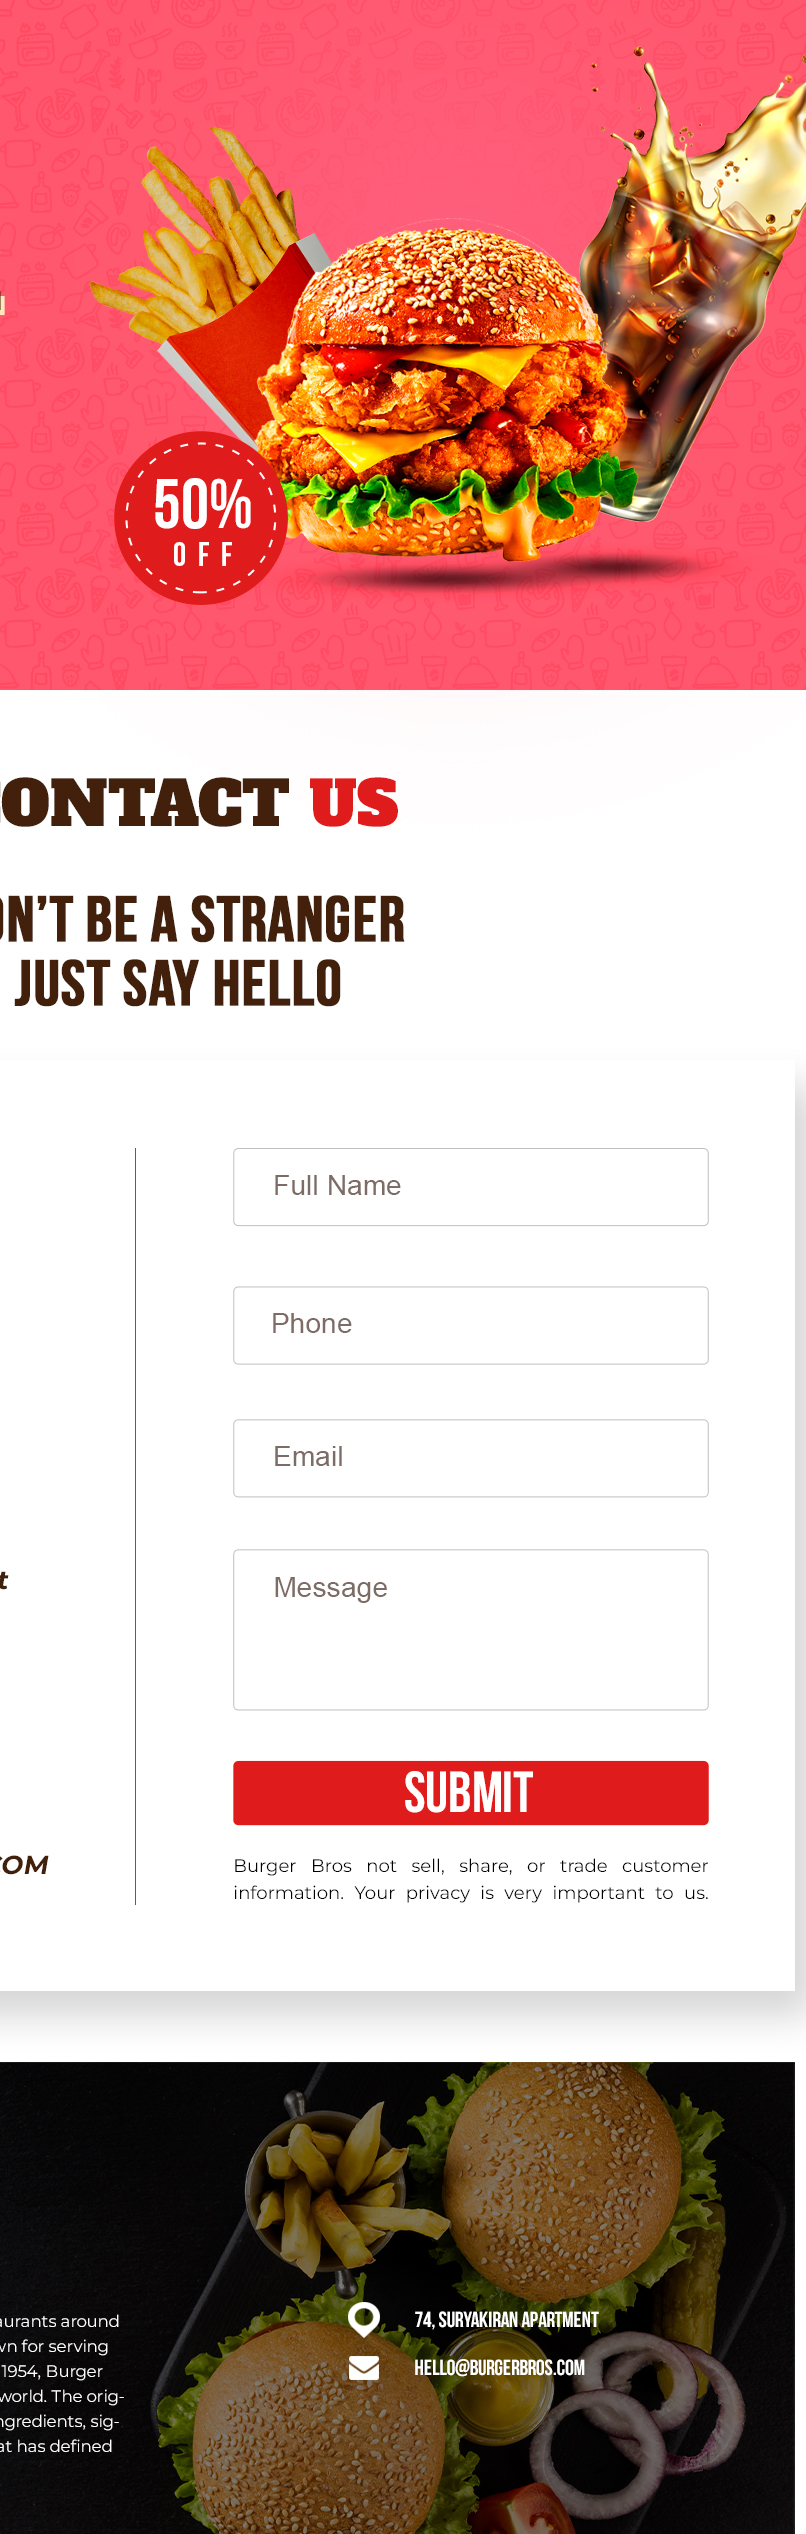 50%
OFF
ONTACT US
N'T BE A STRANGER
JUST SAY HELLO
Full Name
Phone
Email
t
Message
SUBMIT
COM
Burger Bros not sell, share, or trade customer
information. Your privacy is very important to us.
74, SURYAKIRAN APARTMENT
HELLO@BURGERBROS.COM
urants around
n for serving
1954, Burger
world. The orig-
ngredients, sig-
at has defined